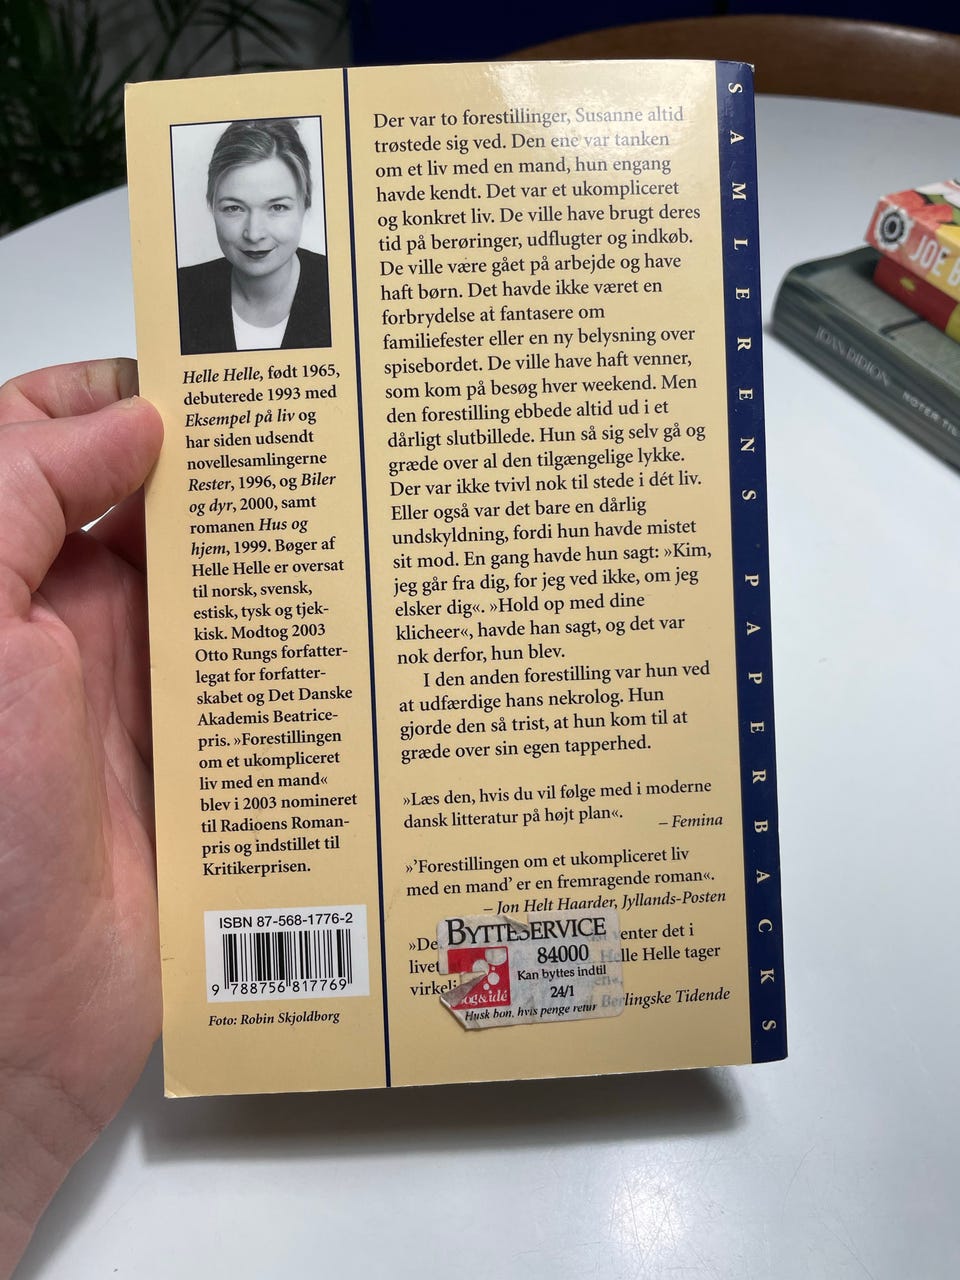 Helle Helle, født 1965,
debuterede 1993 med
Eksempel på liv og
har siden udsendt
novellesamlingerne
Rester, 1996, og Biler
og dyr, 2000, samt
romanen Hus og
hjem, 1999. Bøger af
Helle Helle er oversat
til norsk, svensk,
estisk, tysk og tjek-
kisk. Modtog 2003
Otto Rungs forfatter-
legat for forfatter-
skabet og Det Danske
Akademis Beatrice-
pris. »Forestillingen
om et ukompliceret
liv med en mand«
blev i 2003 nomineret
til Radioens Roman-
pris og indstillet til
Kritikerprisen.
ISBN 87-568-1776-2
9 788756 817769
Foto: Robin Skjoldborg
Der var to forestillinger, Susanne altid
trøstede sig ved. Den ene var tanken
om et liv med en mand, hun engang
havde kendt. Det var et ukompliceret
og konkret liv. De ville have brugt deres
tid på berøringer, udflugter og indkøb.
De ville være gået på arbejde og have
haft børn. Det havde ikke været en
forbrydelse at fantasere om
familiefester eller en ny belysning over
spisebordet. De ville have haft venner,
som kom på besøg hver weekend. Men
den forestilling ebbede altid ud i et
dårligt slutbillede. Hun så sig selv gå og
græde over al den tilgængelige lykke.
Der var ikke tvivl nok til stede i dét liv.
Eller også var det bare en dårlig
undskyldning, fordi hun havde mistet
sit mod. En gang havde hun sagt: »Kim,
jeg går fra dig, for jeg ved ikke, om jeg
elsker dig«. »Hold op med dine
klicheer«, havde han sagt, og det var
nok derfor, hun blev.
I den anden forestilling var hun ved
at udfærdige hans nekrolog. Hun
gjorde den så trist, at hun kom til at
græde over sin egen tapperhed.
»Læs den, hvis du vil følge med i moderne
dansk litteratur på højt plan«.
– Femina
»'Forestillingen om et ukompliceret liv
med en mand' er en fremragende roman«.
– Jon Helt Haarder, Jyllands-Posten
»De enter det i
livet lle Helle tager
virkeli
Berlingske Tidende
BYTTESERVICE
84000
Kan byttes indtil
24/1
og&idé
Husk bon, hvis penge retur
SAMLERENS PAPERBACKS
JOE B
JOAN DIDION
NOTER TIL